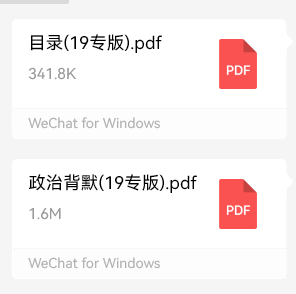 目录(19专版).pdf
341.8K
PDF
WeChat for Windows
政治背默(19专版).pdf
1.6M
PDF
WeChat for Windows